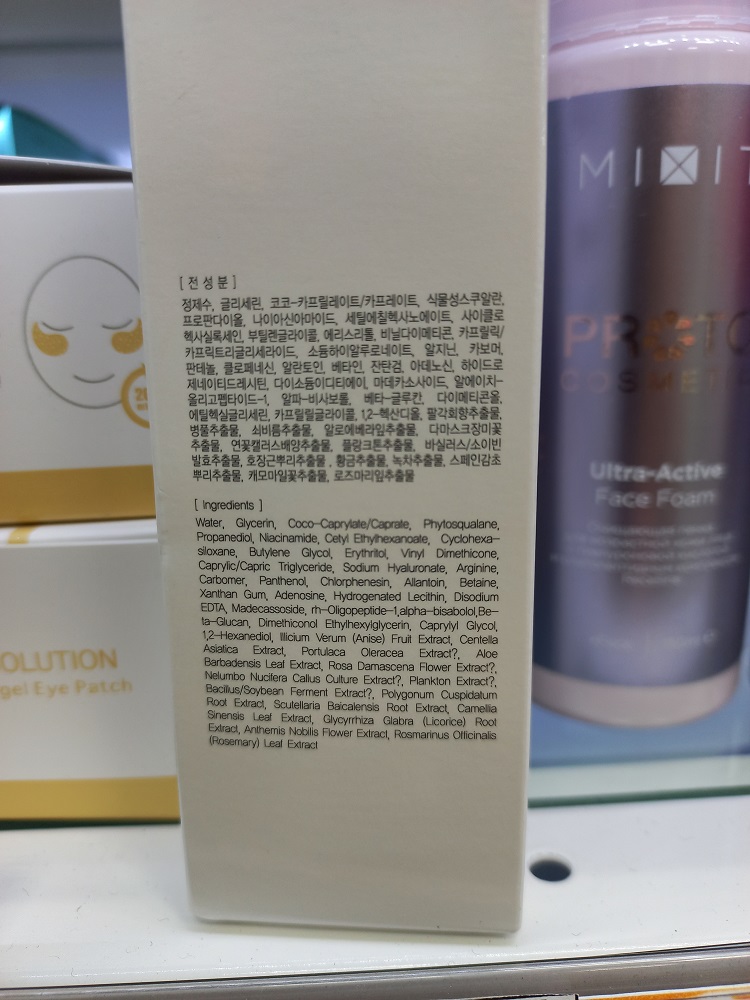 [ 전 성 분 ]
정제수, 글리세린, 코코-카프릴레이트/카프레이트, 식물성스쿠알란,
프로판다이올, 나이아신아마이드, 세틸에칠헥사노에이트, 사이클로
헥사실록세인, 부틸렌글라이콜, 에리스리톨, 비닐다이메티콘, 카프릴릭/
카프릭트리글리세라이드, 소듐하이알루로네이트, 알지닌, 카보머,
판테놀, 클로페네신, 알란토인, 베타인, 잔탄검, 아데노신, 하이드로
제네이티드레시틴, 다이소듐이디티에이, 마데카소사이드, 알에이치-
올리고펩타이드-1, 알파-비사보롤, 베타-글루칸, 다이메티콘올,
에틸헥실글리세린, 카프릴릴글라이콜, 1,2-헥산디올, 팔각회향추출물,
병풀추출물, 쇠비름추출물, 알로에베라잎추출물, 다마스크장미꽃
추출물, 연꽃캘러스배양추출물, 플랑크톤추출물, 바실러스/소이빈
발효추출물, 호장근뿌리추출물 , 황금추출물, 녹차추출물, 스페인감초
뿌리추출물, 캐모마일꽃추출물, 로즈마리잎추출물
[ Ingredients ]
Water, Glycerin, Coco-Caprylate/Caprate, Phytosqualane,
Propanediol, Niacinamide, Cetyl Ethylhexanoate, Cyclohexa-
siloxane, Butylene Glycol, Erythritol, Vinyl Dimethicone,
Caprylic/Capric Triglyceride, Sodium Hyaluronate, Arginine,
Carbomer, Panthenol, Chlorphenesin, Allantoin, Betaine,
Xanthan Gum, Adenosine, Hydrogenated Lecithin, Disodium
EDTA, Madecassoside, rh-Oligopeptide-1,alpha-bisabolol,Be-
ta-Glucan, Dimethiconol Ethylhexylglycerin, Caprylyl Glycol,
1,2-Hexanediol, Illicium Verum (Anise) Fruit Extract, Centella
Asiatica Extract, Portulaca Oleracea Extract?, Aloe
Barbadensis Leaf Extract, Rosa Damascena Flower Extract?,
Nelumbo Nucifera Callus Culture Extract?, Plankton Extract?,
Bacillus/Soybean Ferment Extract?, Polygonum Cuspidatum
Root Extract, Scutellaria Baicalensis Root Extract, Camellia
Sinensis Leaf Extract, Glycyrrhiza Glabra (Licorice) Root
Extract, Anthemis Nobilis Flower Extract, Rosmarinus Officinalis
(Rosemary) Leaf Extract
OLUTION
gel Eye Patch
MIXIT
PROTO
COSMET
Ultra-Active
Face Foam